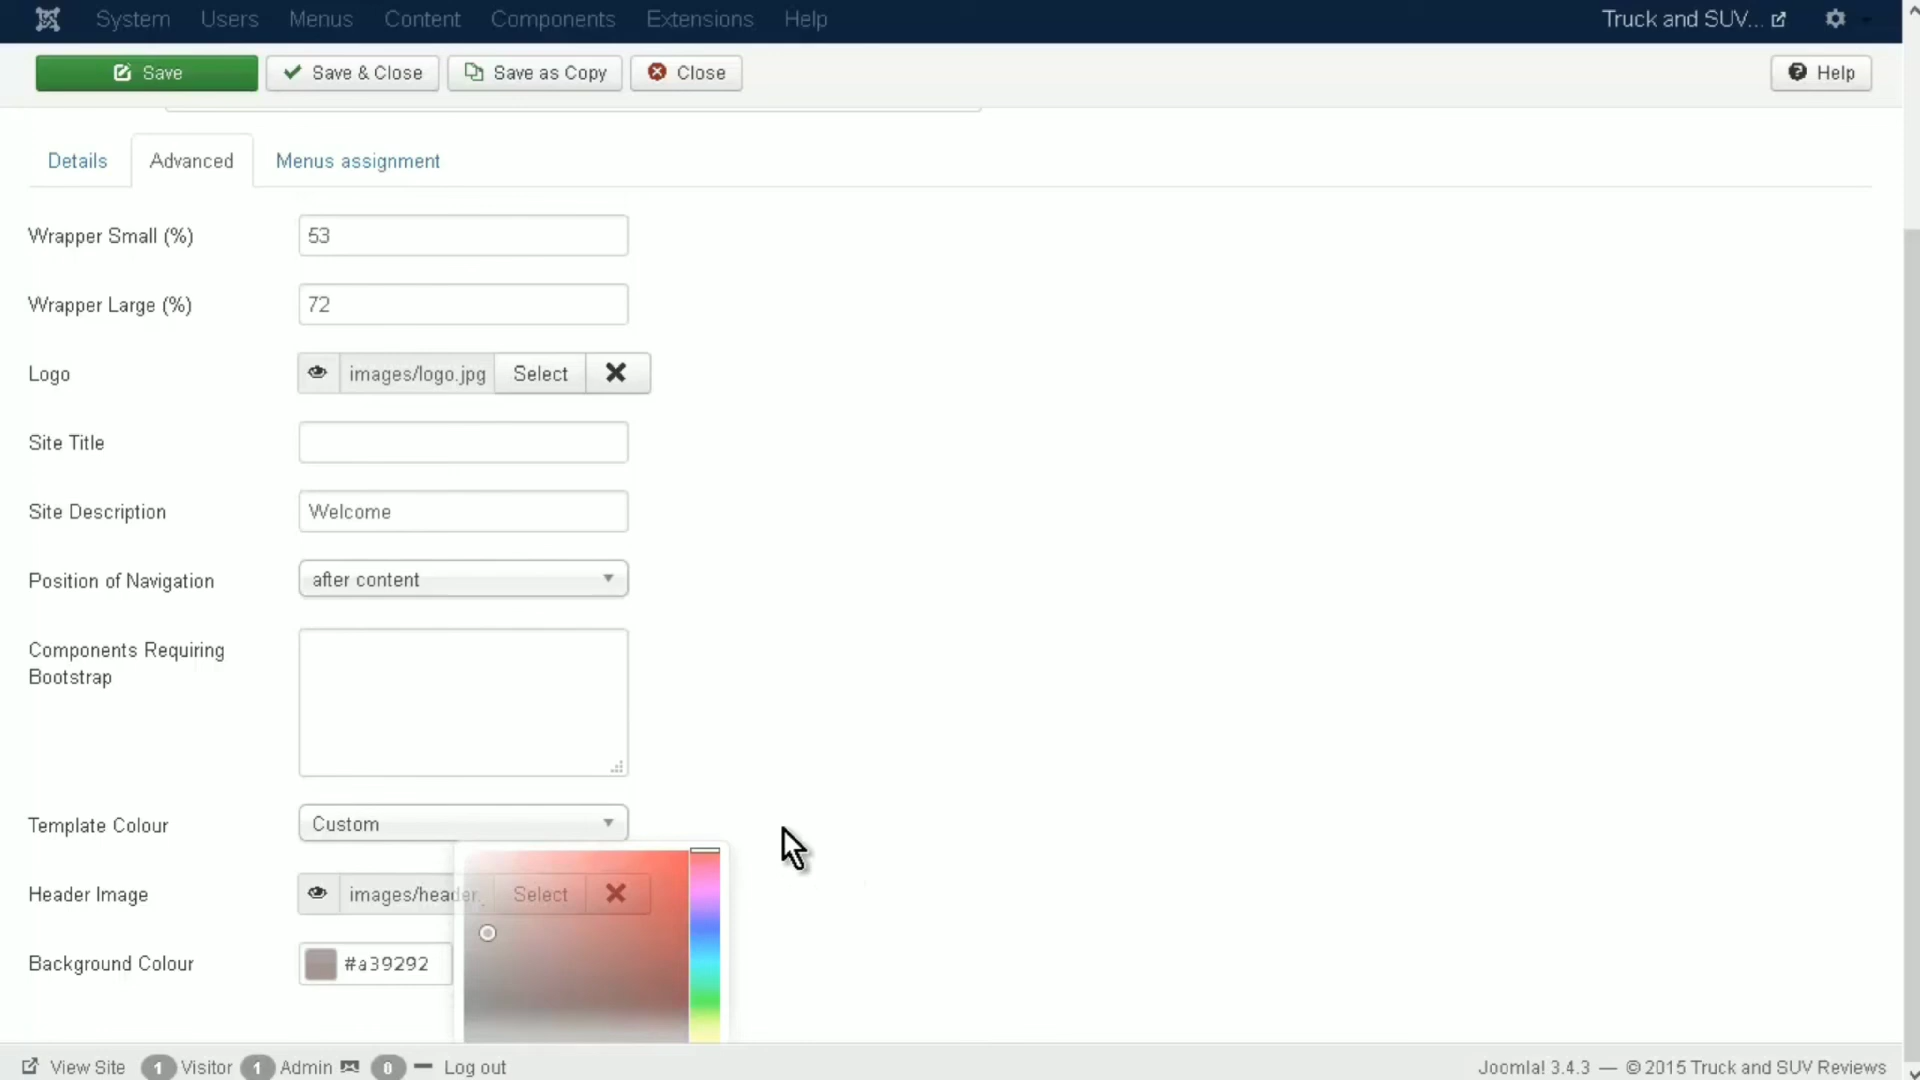 System Users Menus Content Components Extensions Help Truck and SUV...
Save Save & Close Save as Copy Close Help
Details Advanced Menus assignment
Wrapper Small (%) 53
Wrapper Large (%) 72
Logo images/logo.jpg Select
Site Title
Site Description Welcome
Position of Navigation after content
Components Requiring
Bootstrap
Template Colour Custom
Header Image images/header. Select
Background Colour #a39292
View Site 1 Visitor 1 Admin 0 Log out Joomla! 3.4.3 — © 2015 Truck and SUV Reviews